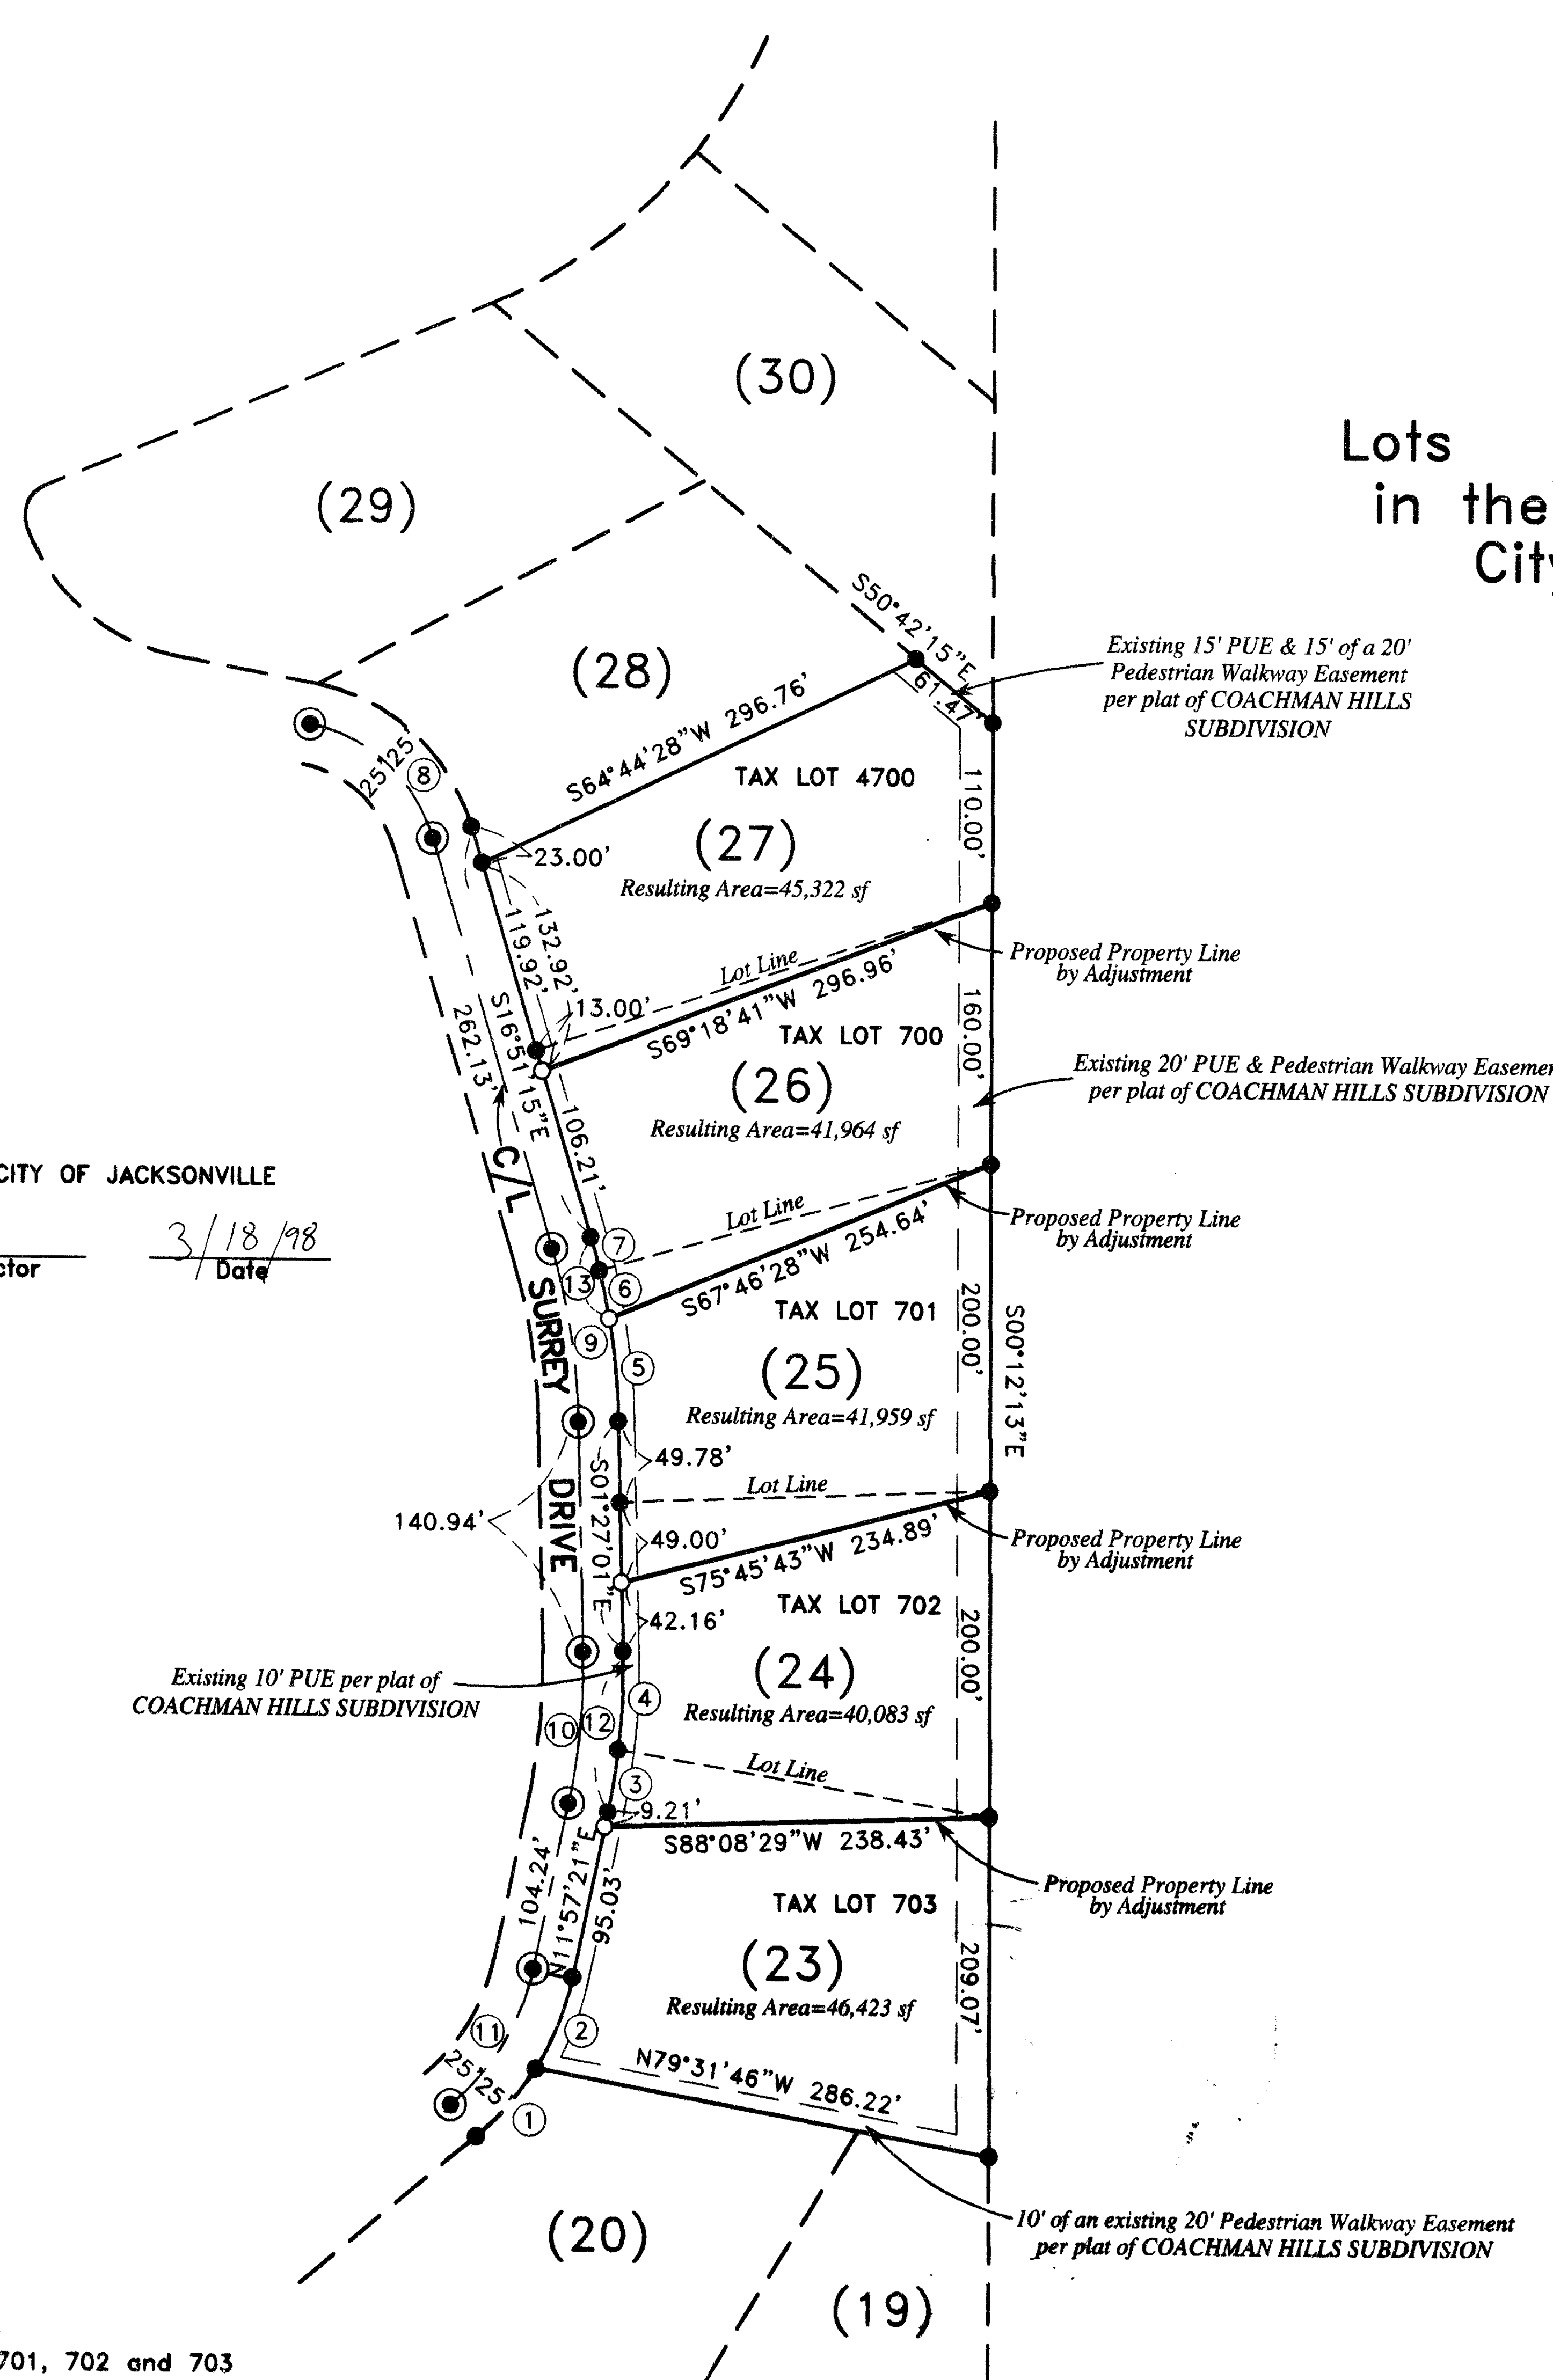 (30)
(29)
Lots
in the
S50°42'15"E
61.47'
Existing 15' PUE & 15' of a 20'
Pedestrian Walkway Easement
per plat of COACHMAN HILLS
SUBDIVISION
(28)
S64°44'28"W 296.76'
25' 25'
8
TAX LOT 4700
110.00'
(27)
23.00'
Resulting Area=45,322 sf
119.92'
132.92'
Lot Line
Proposed Property Line
by Adjustment
S69°18'41"W 296.96'
13.00'
S16°51'15"E
262.13'
TAX LOT 700
160.00'
(26)
Existing 20' PUE & Pedestrian Walkway
per plat of COACHMAN HILLS SUBDIVISION
Resulting Area=41,964 sf
106.21'
C/L
CITY OF JACKSONVILLE
3/18/98
Date
Lot Line
Proposed Property Line
by Adjustment
7
13
6
S67°46'28"W 254.64'
TAX LOT 701
200.00'
S00°12'13"E
SURREY
9
5
(25)
Resulting Area=41,959 sf
49.78'
S01°27'01"E
Lot Line
DRIVE
140.94'
49.00'
Proposed Property Line
by Adjustment
S75°45'43"W 234.89'
TAX LOT 702
42.16'
200.00'
Existing 10' PUE per plat of
COACHMAN HILLS SUBDIVISION
(24)
4
Resulting Area=40,083 sf
10
12
Lot Line
3
9.21'
S88°08'29"W 238.43'
104.24'
N11°57'21"E
95.03'
Proposed Property Line
by Adjustment
TAX LOT 703
(23)
209.07'
Resulting Area=46,423 sf
11
2
N79°31'46"W 286.22'
25' 25'
1
10' of an existing 20' Pedestrian Walkway Easement
per plat of COACHMAN HILLS SUBDIVISION
(20)
(19)
701, 702 and 703